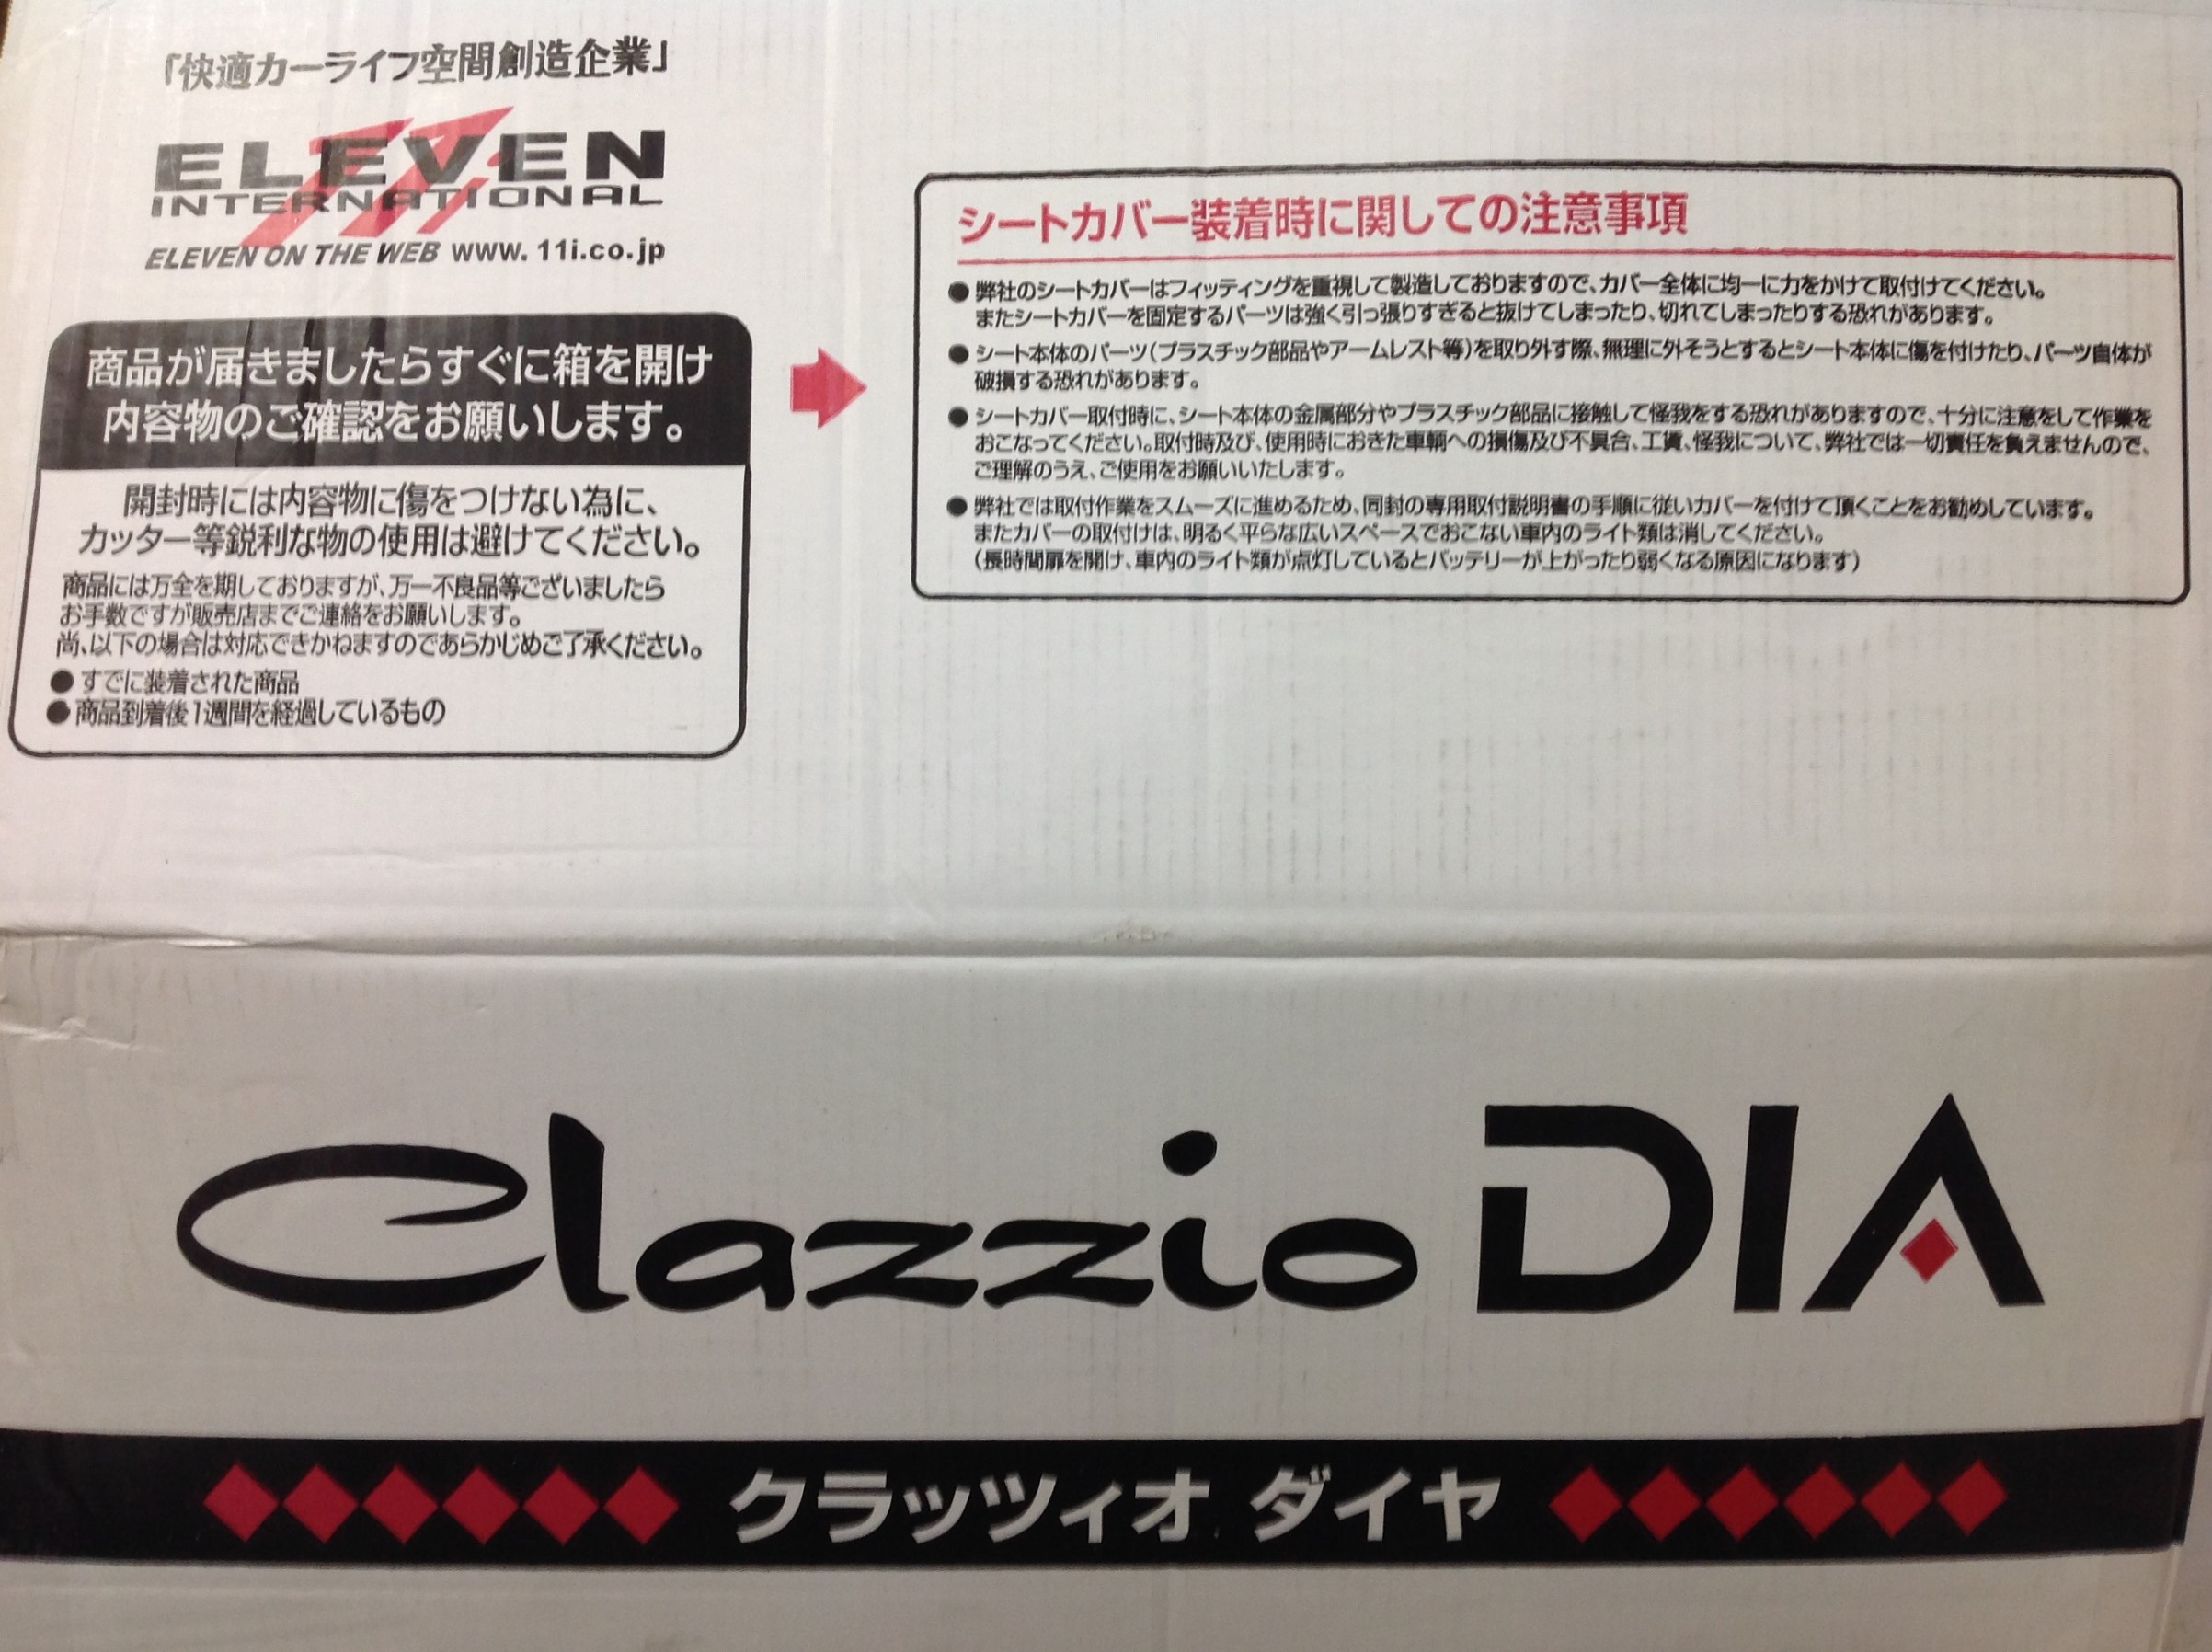 「快適カーライフ空間創造企業」
ELEVEN
INTERNATIONAL
ELEVEN ON THE WEB www.11i.co.jp
商品が届きましたらすぐに箱を開け
内容物のご確認をお願いします。
開封時には内容物に傷をつけない為に、
カッター等鋭利な物の使用は避けてください。
商品には万全を期しておりますが、万一不良品等ございましたら
お手数ですが販売店までご連絡をお願いします。
尚、以下の場合は対応できかねますのであらかじめご了承ください。
●すでに装着された商品
●商品到着後1週間を経過しているもの
シートカバー装着時に関しての注意事項
●弊社のシートカバーはフィッティングを重視して製造しておりますので、カバー全体に均一に力をかけて取付けてください。
またシートカバーを固定するパーツは強く引っ張りすぎると抜けてしまったり、切れてしまったりする恐れがあります。
●シート本体のパーツ（プラスチック部品やアームレスト等）を取り外す際、無理に外そうとするとシート本体に傷を付けたり、パーツ自体が
破損する恐れがあります。
●シートカバー取付時に、シート本体の金属部分やプラスチック部品に接触して怪我をする恐れがありますので、十分に注意をして作業を
おこなってください。取付時及び、使用時におきた車輌への損傷及び不具合、工賃、怪我について、弊社では一切責任を負えませんので、
ご理解のうえ、ご使用をお願いいたします。
●弊社では取付作業をスムーズに進めるため、同封の専用取付説明書の手順に従いカバーを付けて頂くことをお勧めしています。
またカバーの取付けは、明るく平らな広いスペースでおこない車内のライト類は消してください。
（長時間扉を開け、車内のライト類が点灯しているとバッテリーが上がったり弱くなる原因になります）
Clazzio DIA
クラッツィオ ダイヤ